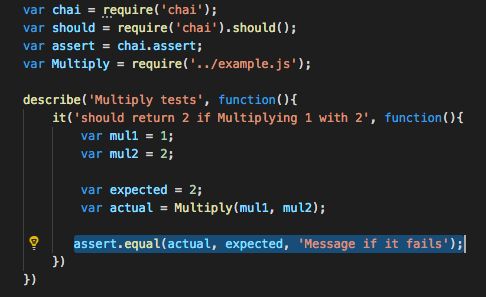 var chai = require('chai');
var should = require('chai').should();
var assert = chai.assert;
var Multiply = require('../example.js');
describe('Multiply tests', function(){
it('should return 2 if Multiplying 1 with 2', function(){
var mul1 = 1;
var mul2 = 2;
var expected = 2;
var actual = Multiply(mul1, mul2);
assert.equal(actual, expected, 'Message if it fails');
})
})